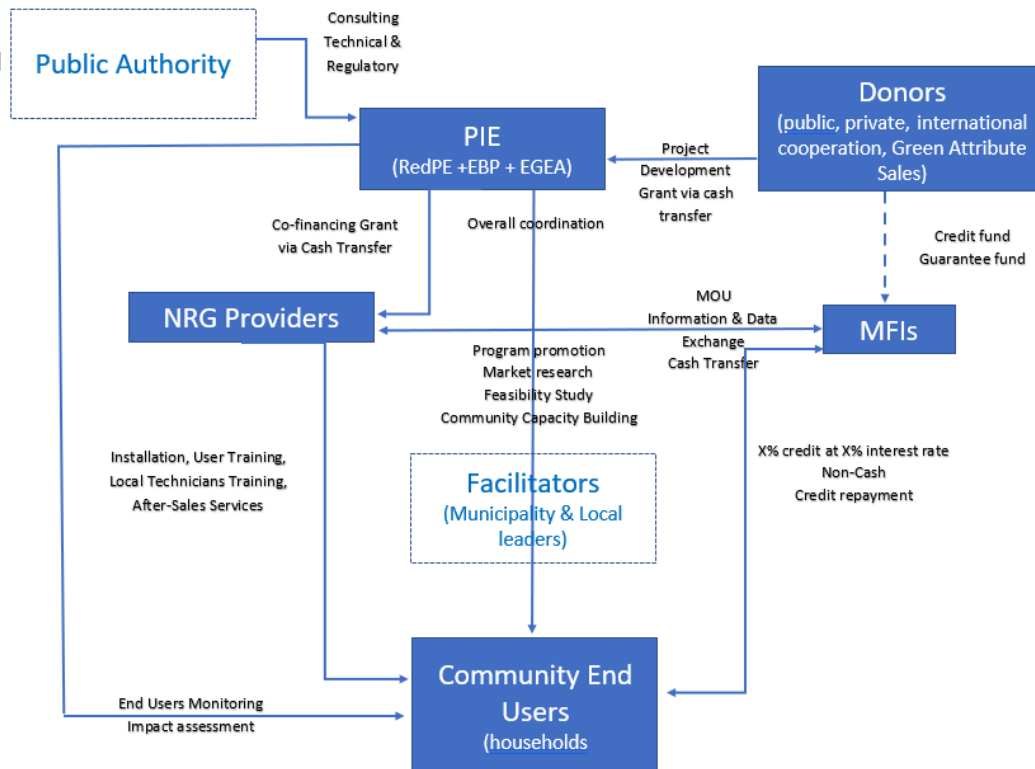 Consulting
Technical &
Regulatory
Public Authority
Donors
(public, private, international
cooperation, Green Attribute
Sales)
PIE
(RedPE +EBP + EGEA)
Project
Development
Grant via cash
transfer
Co-financing Grant
via Cash Transfer
Overall coordination
Credit fund
Guarantee fund
NRG Providers
MOU
Information & Data
Exchange
Cash Transfer
MFIs
Program promotion
Market research
Feasibility Study
Community Capacity Building
Installation, User Training,
Local Technicians Training,
After-Sales Services
X% credit at X% interest rate
Non-Cash
Credit repayment
Facilitators
(Municipality & Local
leaders)
Community End
Users
(households
End Users Monitoring
Impact assessment